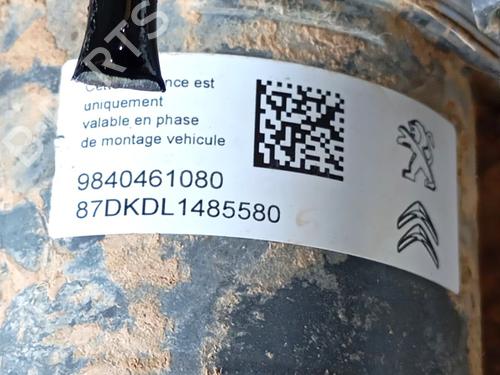 est
uniquement
valable en phase
de montage vehicule
9840461080
87DKDL1485580